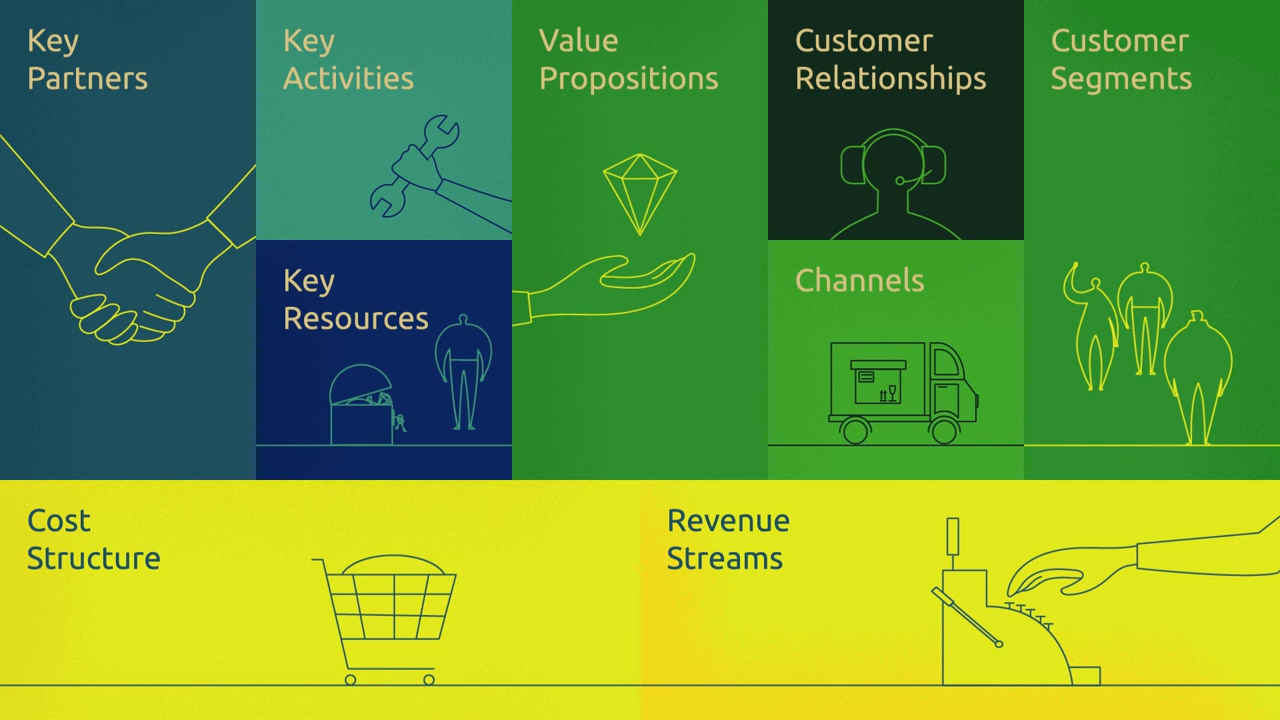 Key
Partners
Key
Activities
Key
Resources
Value
Propositions
Customer
Relationships
Channels
Customer
Segments
Cost
Structure
Revenue
Streams